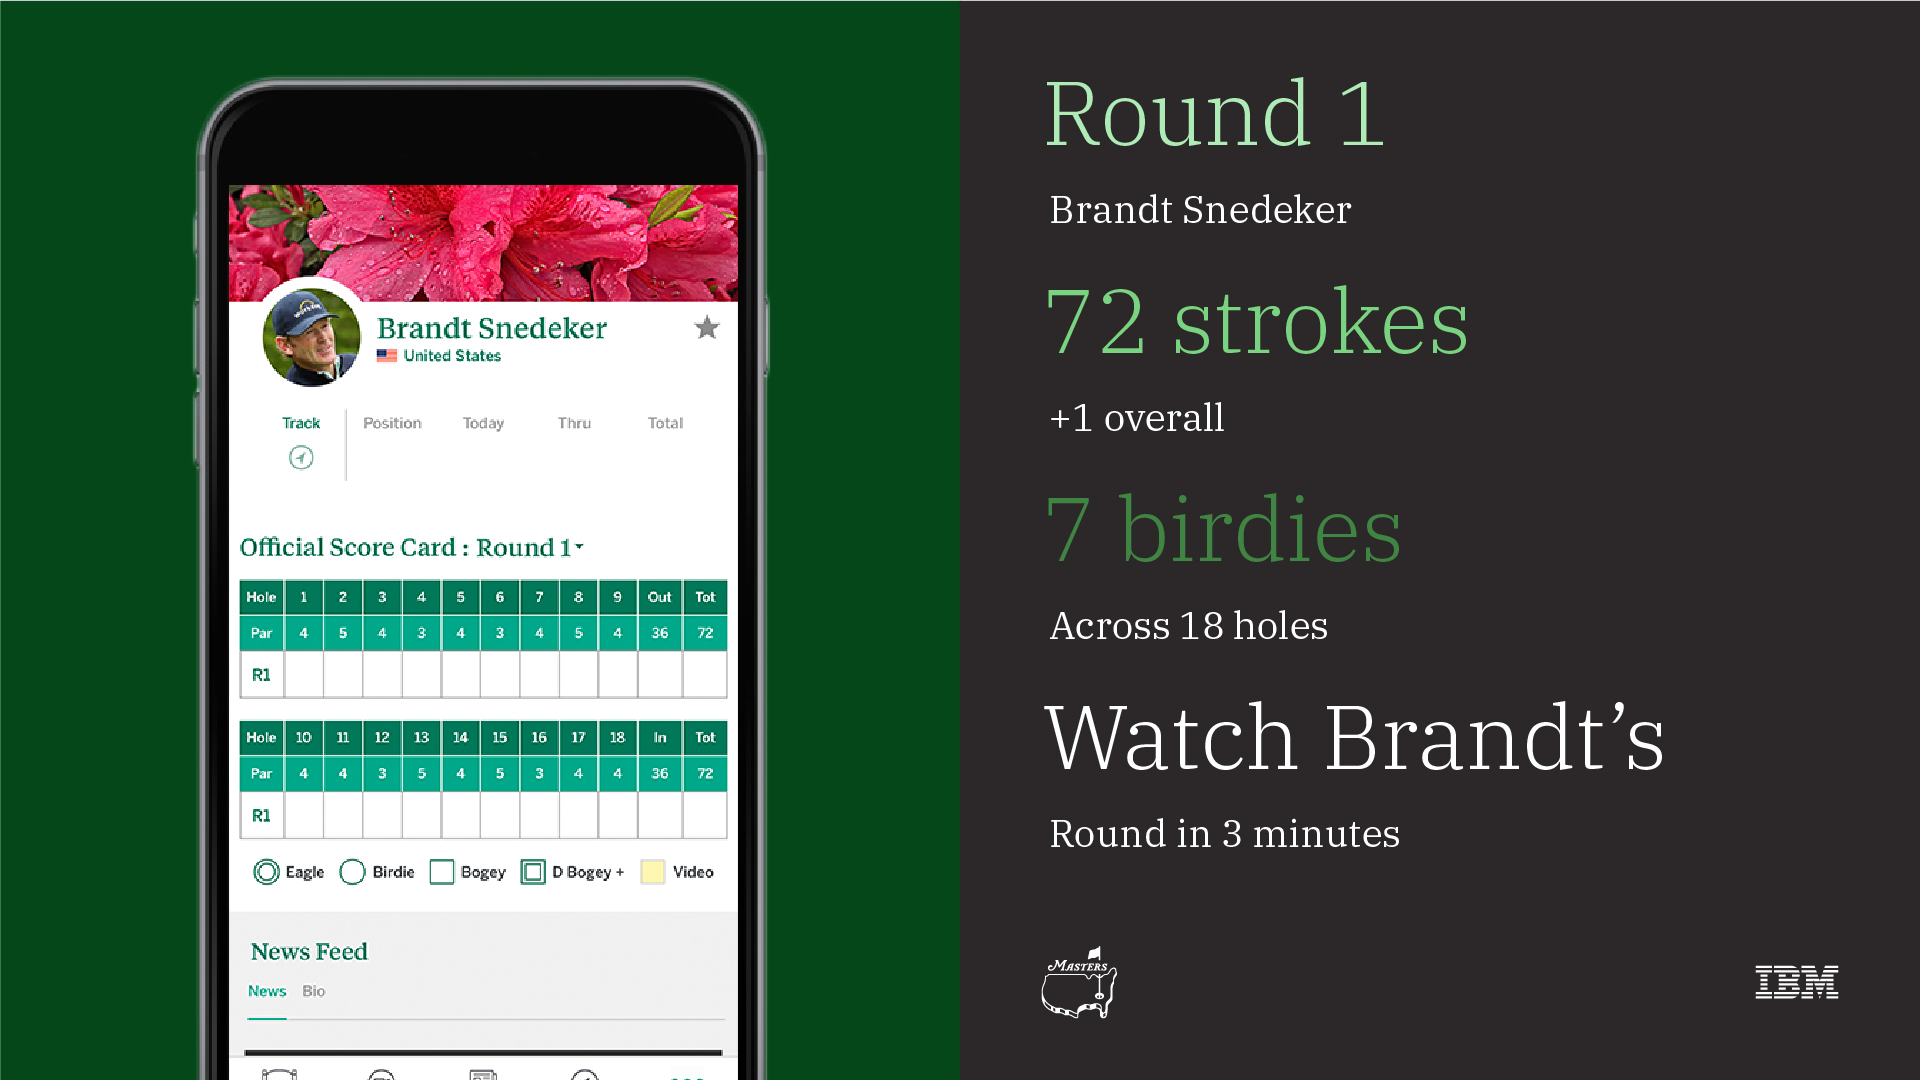 Brandt Snedeker
United States
Track Position Today Thru Total
Official Score Card : Round 1
Hole 1 2 3 4 5 6 7 8 9 Out Tot
Par 4 5 4 3 4 3 4 5 4 36 72
R1
Hole 10 11 12 13 14 15 16 17 18 In Tot
Par 4 4 3 5 4 5 3 4 4 36 72
R1
Eagle Birdie Bogey D Bogey + Video
News Feed
News Bio
Round 1
Brandt Snedeker
72 strokes
+1 overall
7 birdies
Across 18 holes
Watch Brandt’s
Round in 3 minutes
MASTERS
IBM